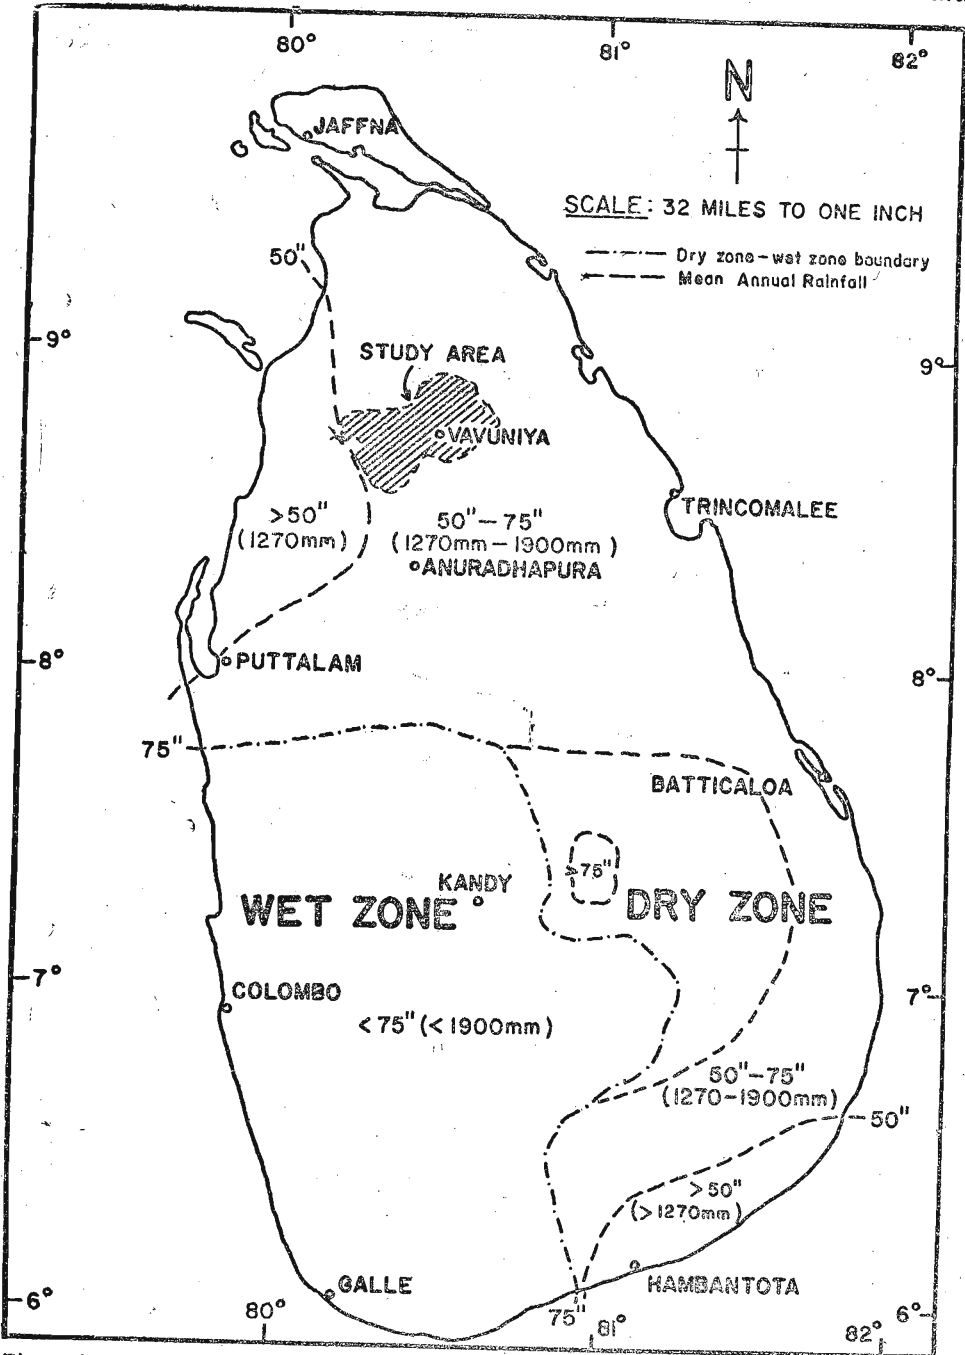 80° 81° 82°
N
JAFFNA
SCALE: 32 MILES TO ONE INCH
Dry zone-wet zone boundary
Mean Annual Rainfall
50"
9° 9°
STUDY AREA
VAVUNIYA
TRINCOMALEE
>50"
(1270mm)
50"-75"
(1270mm-1900mm)
ANURADHAPURA
8° PUTTALAM 8°
75"
BATTICALOA
>75"
KANDY
WET ZONE DRY ZONE
7° 7°
COLOMBO
<75" (<1900mm)
50"-75"
(1270-1900mm)
50"
>50"
(>1270mm)
GALLE HAMBANTOTA
6° 6°
80° 75" 81° 82°